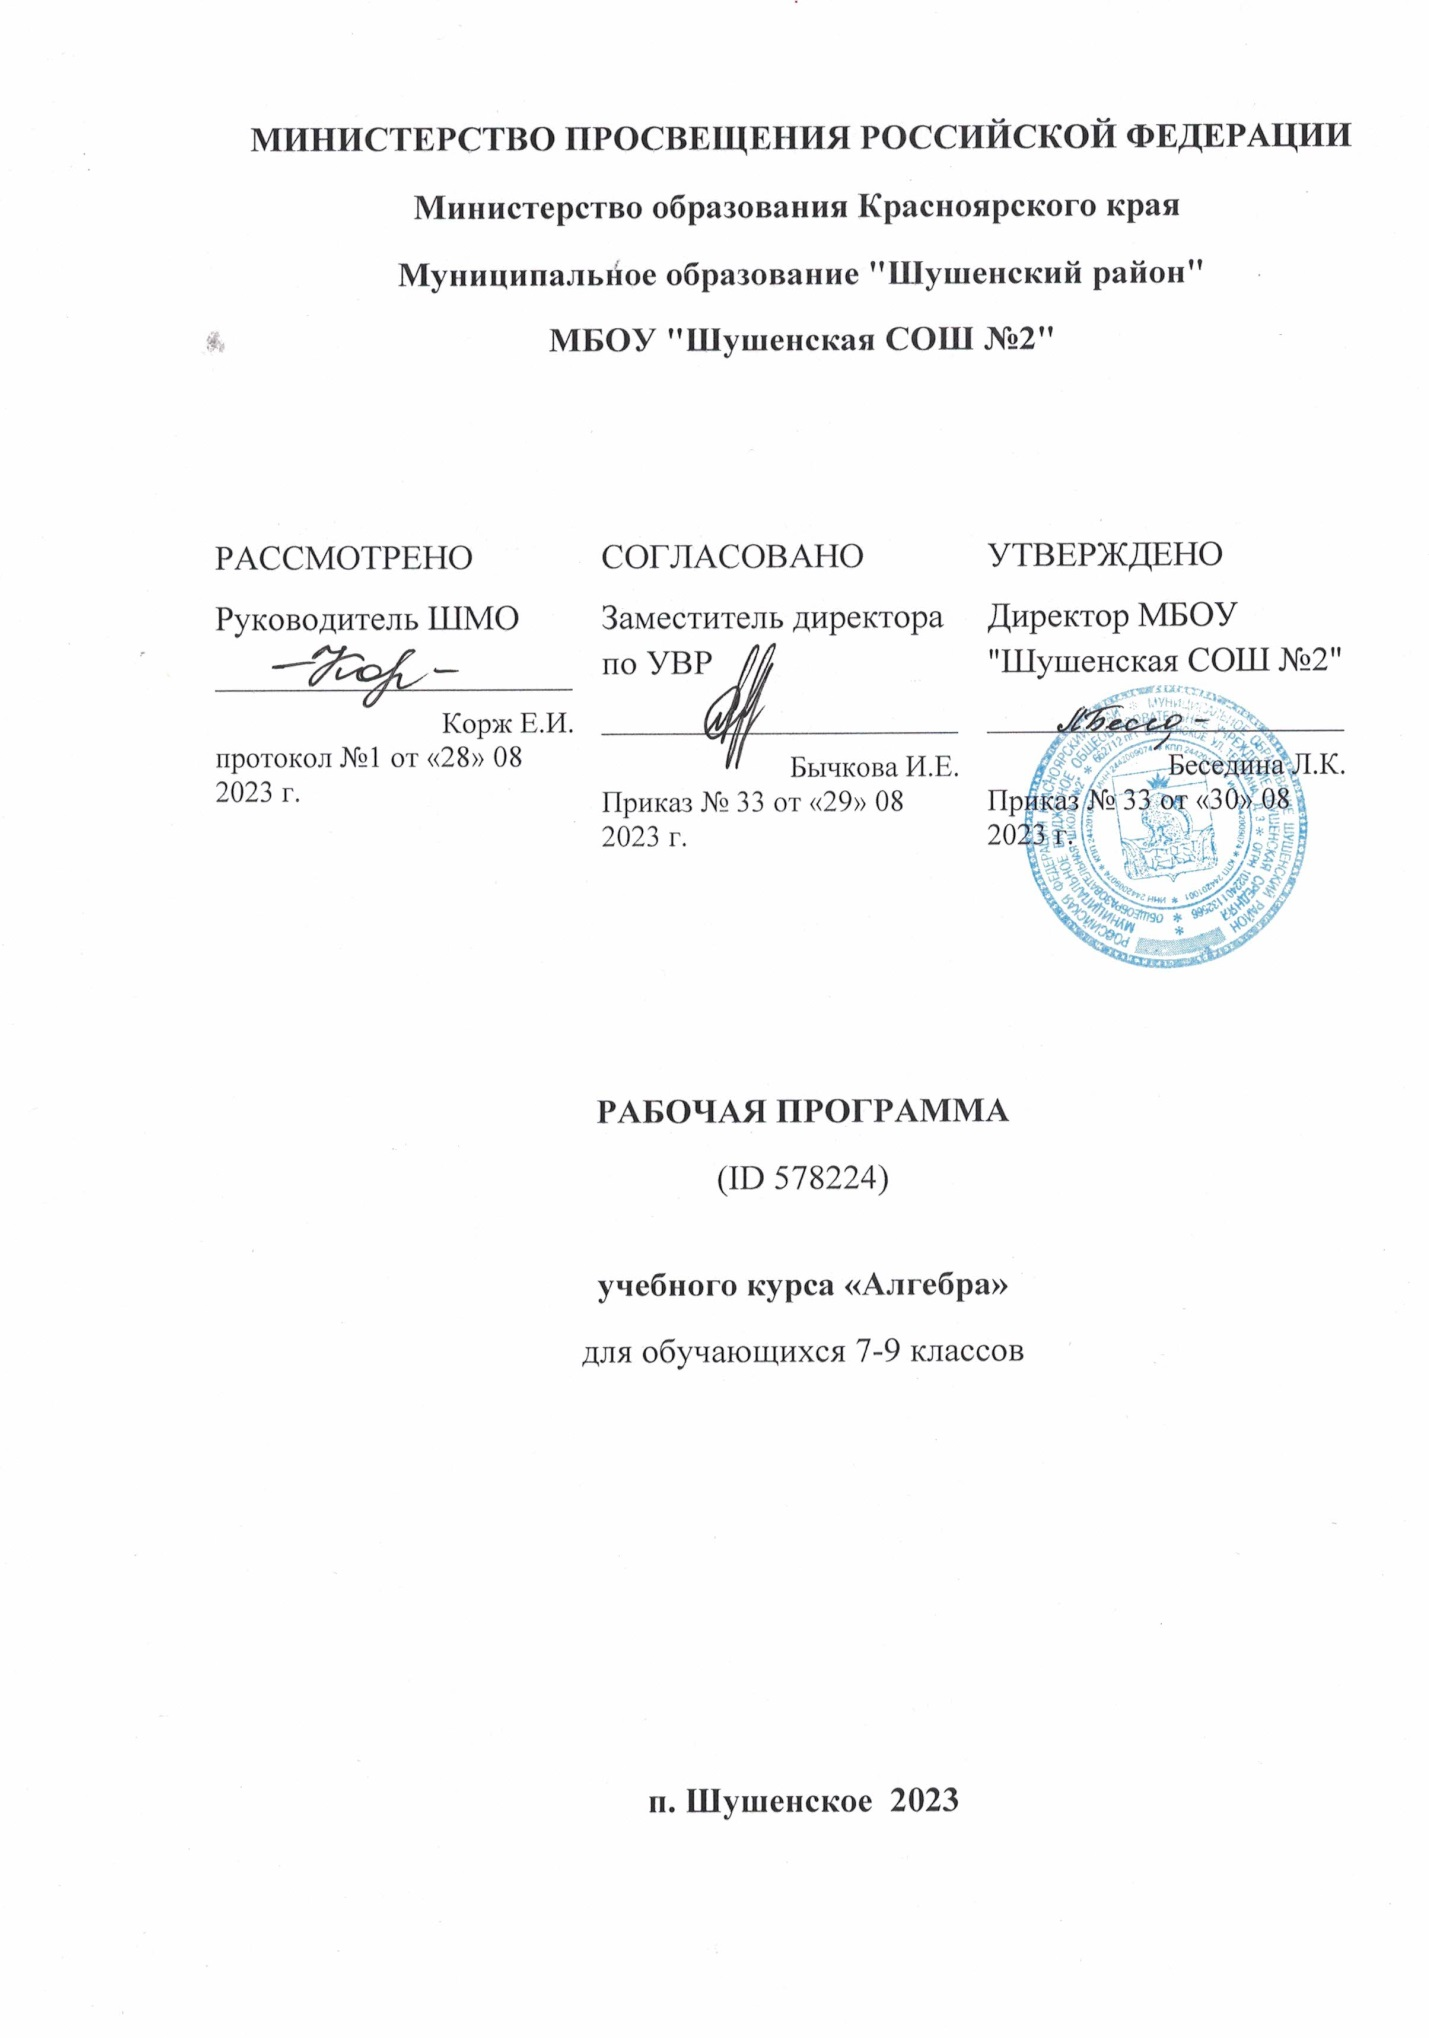 МИНИСТЕРСТВО ПРОСВЕЩЕНИЯ РОССИЙСКОЙ ФЕДЕРАЦИИ
Министерство образования Красноярского края
Муниципальное образование "Шушенский район"
МБОУ "Шушенская СОШ №2"
РАССМОТРЕНО
Руководитель ШМО
Корж Е.И.
протокол №1 от «28» 08
2023 г.
СОГЛАСОВАНО
Заместитель директора
по УВР
Бычкова И.Е.
Приказ № 33 от «29» 08
2023 г.
УТВЕРЖДЕНО
Директор МБОУ
"Шушенская СОШ №2"
Беседина Л.К.
Приказ № 33 от «30» 08
2023 г.
РАБОЧАЯ ПРОГРАММА
(ID 578224)
учебного курса «Алгебра»
для обучающихся 7-9 классов
п. Шушенское 2023